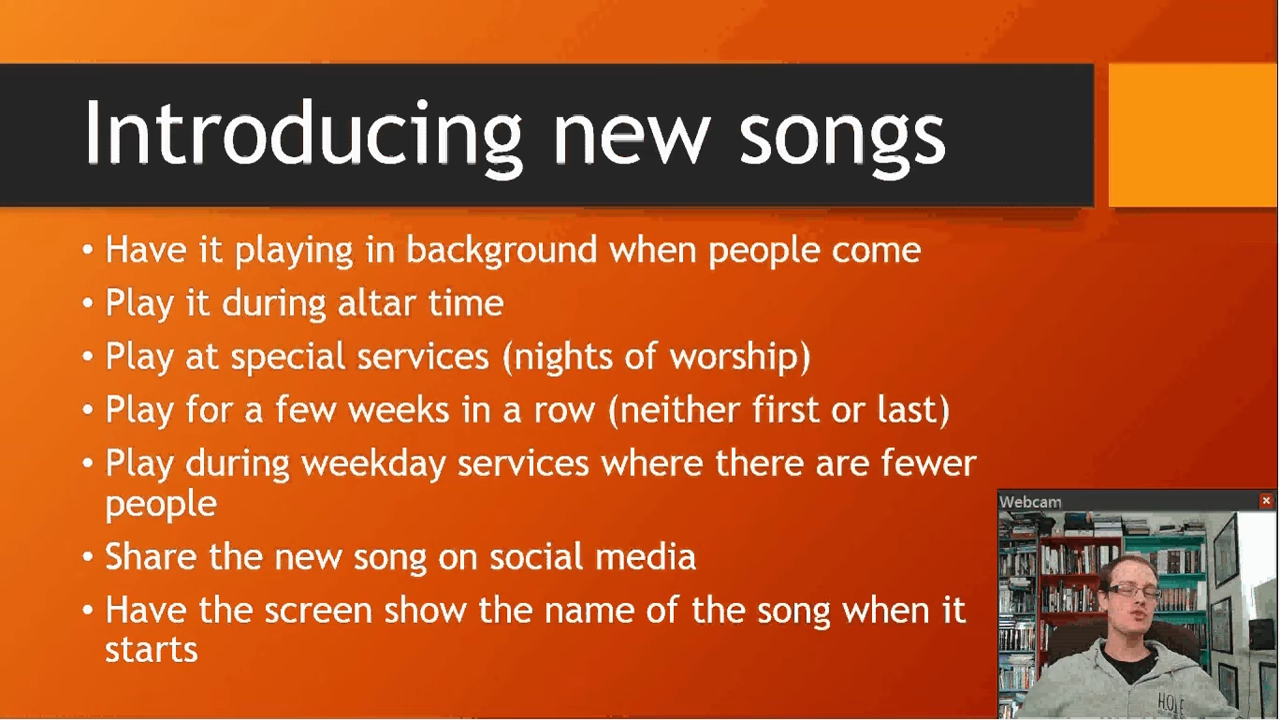 Introducing new songs
• Have it playing in background when people come
• Play it during altar time
• Play at special services (nights of worship)
• Play for a few weeks in a row (neither first or last)
• Play during weekday services where there are fewer
people
• Share the new song on social media
• Have the screen show the name of the song when it
starts
Webcam